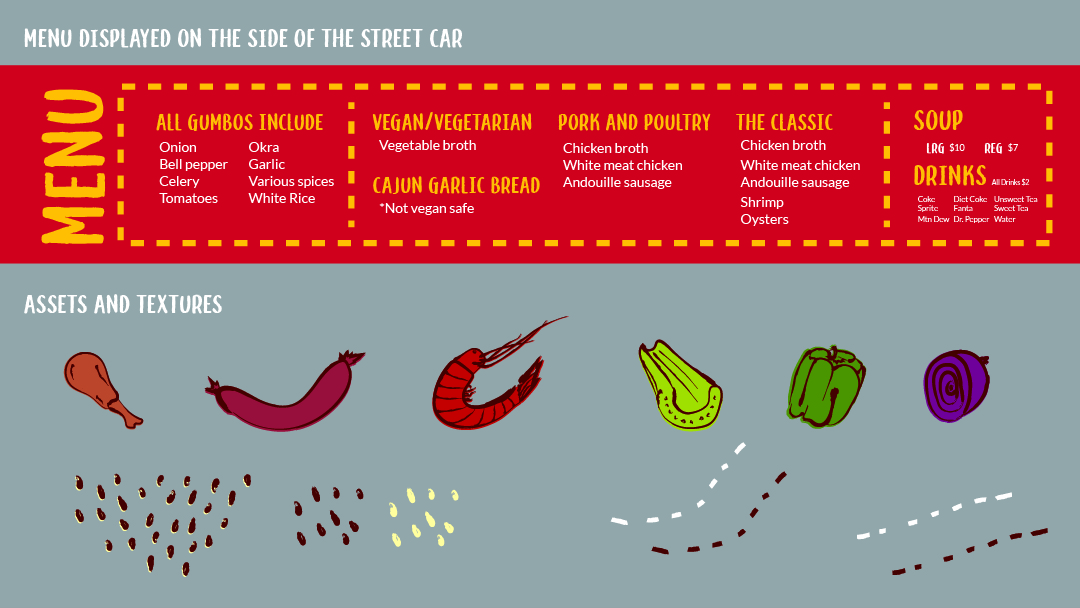 MENU DISPLAYED ON THE SIDE OF THE STREET CAR
MENU
ALL GUMBOS INCLUDE
Onion
Bell pepper
Celery
Tomatoes
Okra
Garlic
Various spices
White Rice
VEGAN/VEGETARIAN
Vegetable broth
CAJUN GARLIC BREAD
*Not vegan safe
PORK AND POULTRY
Chicken broth
White meat chicken
Andouille sausage
THE CLASSIC
Chicken broth
White meat chicken
Andouille sausage
Shrimp
Oysters
SOUP
LRG $10 REG $7
DRINKS All Drinks $2
Coke Diet Coke Unsweet Tea
Sprite Fanta Sweet Tea
Mtn Dew Dr. Pepper Water
ASSETS AND TEXTURES